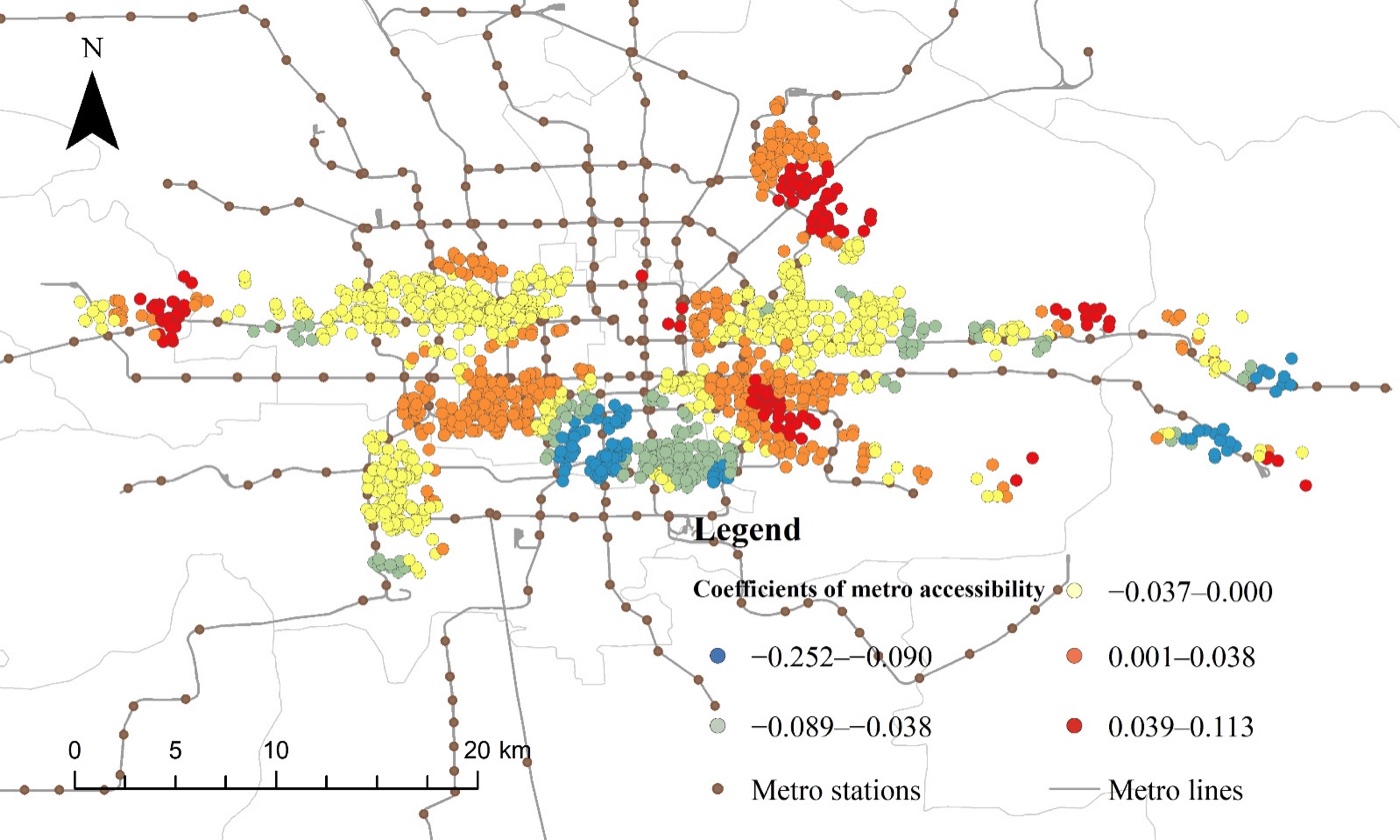 N
Legend
Coefficients of metro accessibility
−0.037–0.000
−0.252–−0.090
0.001–0.038
−0.089–−0.038
0.039–0.113
0 5 10 20 km
Metro stations
Metro lines